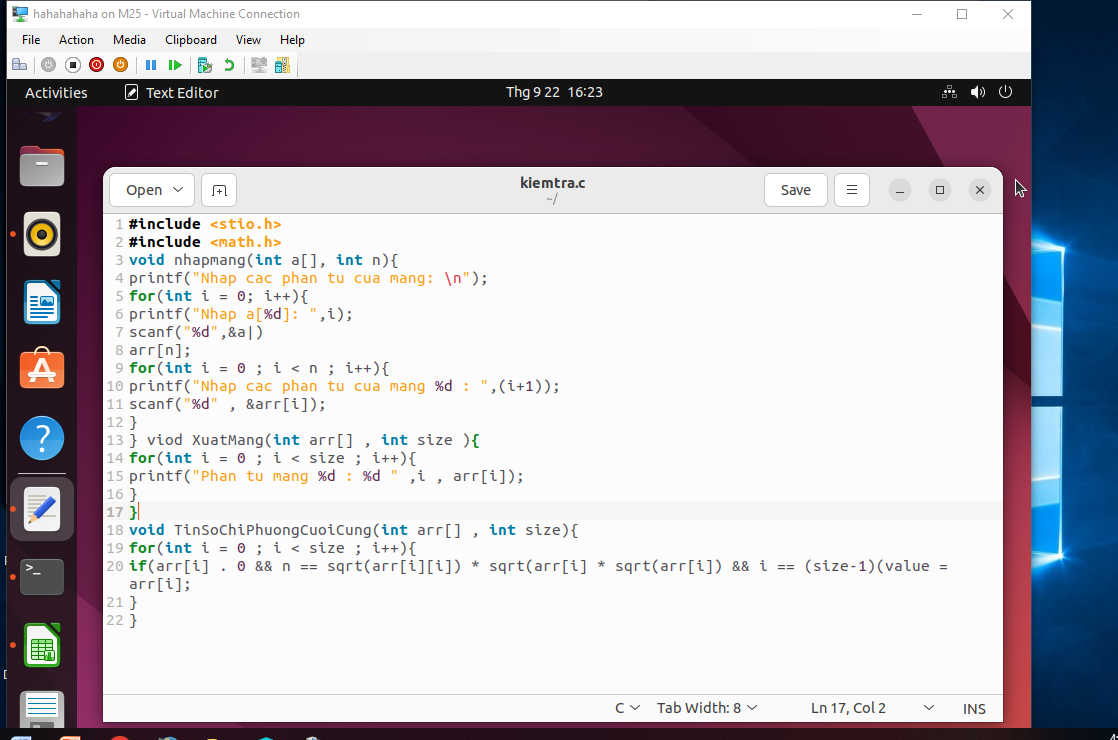 hahahahaha on M25 - Virtual Machine Connection
File Action Media Clipboard View Help
Activities Text Editor Thg 9 22 16:23
Open kiemtra.c Save
~/
1 #include <stio.h>
2 #include <math.h>
3 void nhapmang(int a[], int n){
4 printf("Nhap cac phan tu cua mang: \n");
5 for(int i = 0; i++){
6 printf("Nhap a[%d]: ",i);
7 scanf("%d",&a|)
8 arr[n];
9 for(int i = 0 ; i < n ; i++){
10 printf("Nhap cac phan tu cua mang %d : ",(i+1));
11 scanf("%d" , &arr[i]);
12 }
13 } viod XuatMang(int arr[] , int size ){
14 for(int i = 0 ; i < size ; i++){
15 printf("Phan tu mang %d : %d " ,i , arr[i]);
16 }
17 }
18 void TinSoChiPhuongCuoiCung(int arr[] , int size){
19 for(int i = 0 ; i < size ; i++){
20 if(arr[i] . 0 && n == sqrt(arr[i][i]) * sqrt(arr[i] * sqrt(arr[i]) && i == (size-1)(value =
arr[i];
21 }
22 }
C Tab Width: 8 Ln 17, Col 2 INS